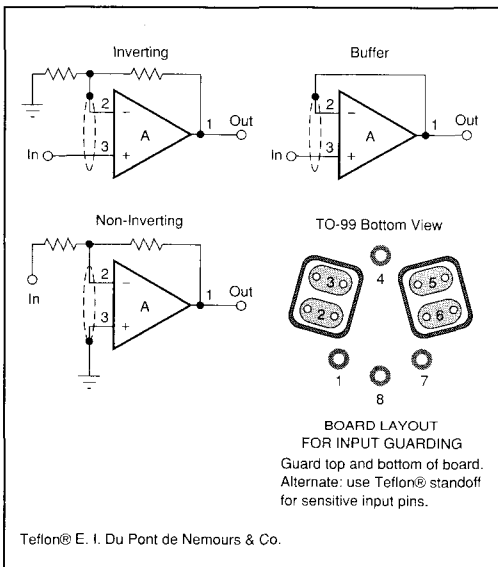 Inverting
2
3
A
1
Out
In
Buffer
2
3
A
1
Out
In
Non-Inverting
2
3
A
1
Out
In
TO-99 Bottom View
4
3
2
5
6
1
8
7
BOARD LAYOUT
FOR INPUT GUARDING
Guard top and bottom of board.
Alternate: use Teflon® standoff
for sensitive input pins.
Teflon® E. I. Du Pont de Nemours & Co.